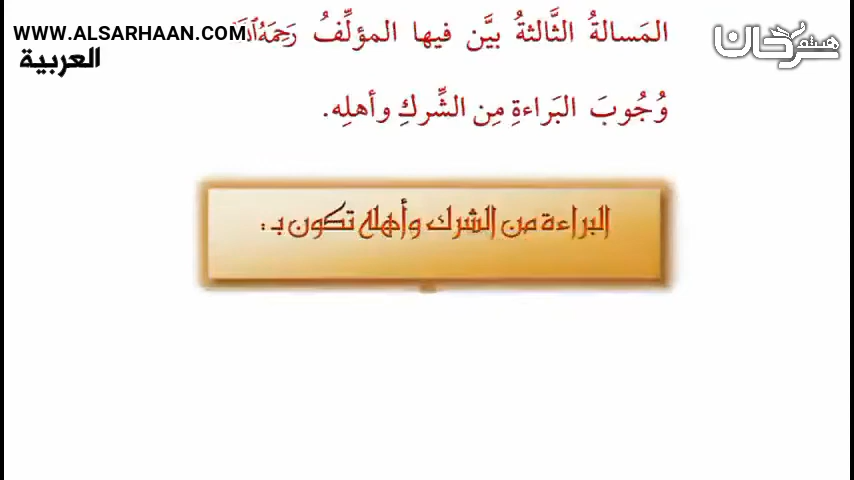 WWW.ALSARHAAN.COM
العربية
المَسالةُ الثَّالثةُ بيَّن فيها المؤلِّفُ رَحِمَهُ ٱللَّهُ
وُجُوبَ البَراءةِ مِن الشِّركِ وأهلِه.
البراءة من الشرك وأهله تكون بـ :